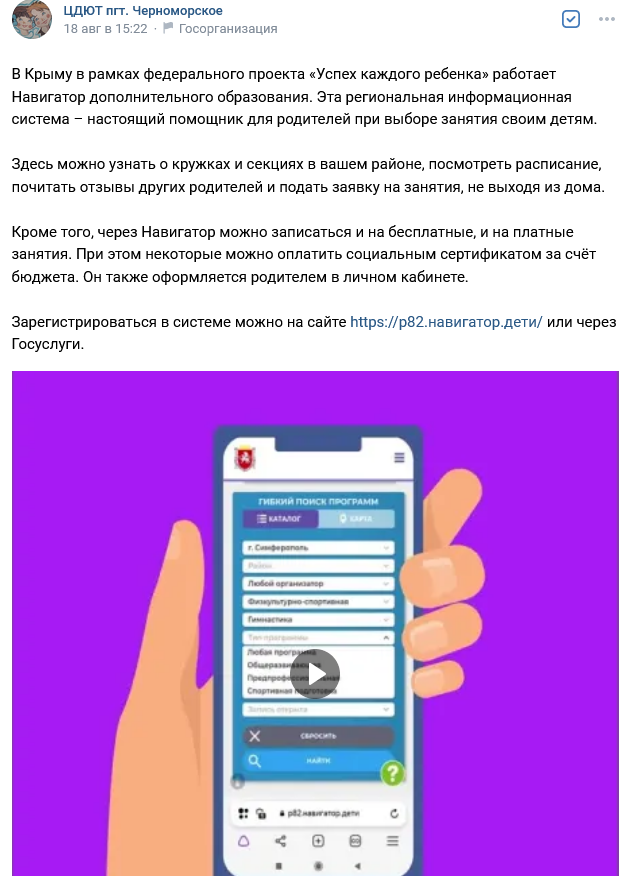 ЦДЮТ пгт. Черноморское
18 авг в 15:22 · Госорганизация
В Крыму в рамках федерального проекта «Успех каждого ребенка» работает
Навигатор дополнительного образования. Эта региональная информационная
система – настоящий помощник для родителей при выборе занятия своим детям.
Здесь можно узнать о кружках и секциях в вашем районе, посмотреть расписание,
почитать отзывы других родителей и подать заявку на занятия, не выходя из дома.
Кроме того, через Навигатор можно записаться и на бесплатные, и на платные
занятия. При этом некоторые можно оплатить социальным сертификатом за счёт
бюджета. Он также оформляется родителем в личном кабинете.
Зарегистрироваться в системе можно на сайте https://р82.навигатор.дети/ или через
Госуслуги.
ГИБКИЙ ПОИСК ПРОГРАММ
КАТАЛОГ КАРТА
г. Симферополь
Район
Любой организатор
Физкультурно-спортивная
Гимнастика
Тип программы
Любая программа
Общеразвивающая
Предпрофессиональная
Спортивная подготовка
Запись открыта
СБРОСИТЬ
НАЙТИ
?
р82.навигатор.дети